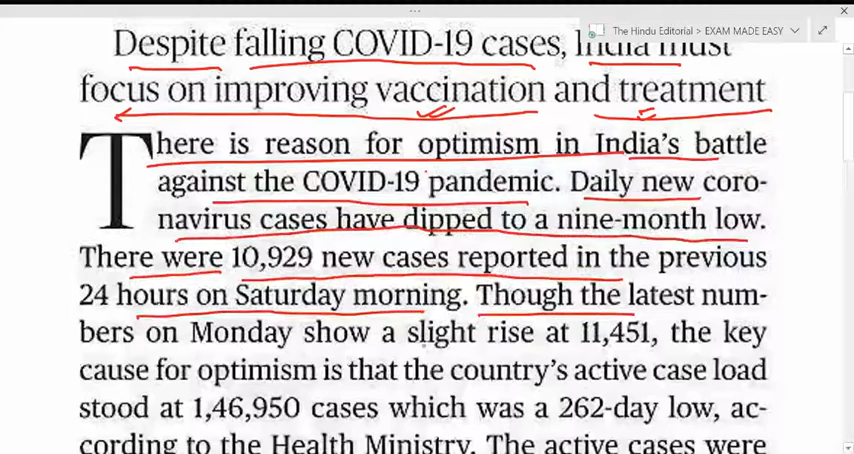 The Hindu Editorial > EXAM MADE EASY
Despite falling COVID-19 cases, India must
focus on improving vaccination and treatment
There is reason for optimism in India's battle
against the COVID-19 pandemic. Daily new coro-
navirus cases have dipped to a nine-month low.
There were 10,929 new cases reported in the previous
24 hours on Saturday morning. Though the latest num-
bers on Monday show a slight rise at 11,451, the key
cause for optimism is that the country's active case load
stood at 1,46,950 cases which was a 262-day low, ac-
cording to the Health Ministry. The active cases were